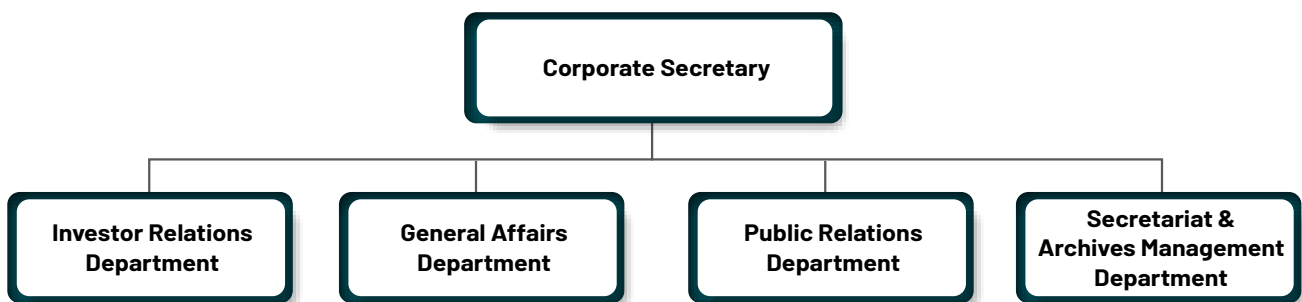 Corporate Secretary
Investor Relations
Department
General Affairs
Department
Public Relations
Department
Secretariat &
Archives Management
Department